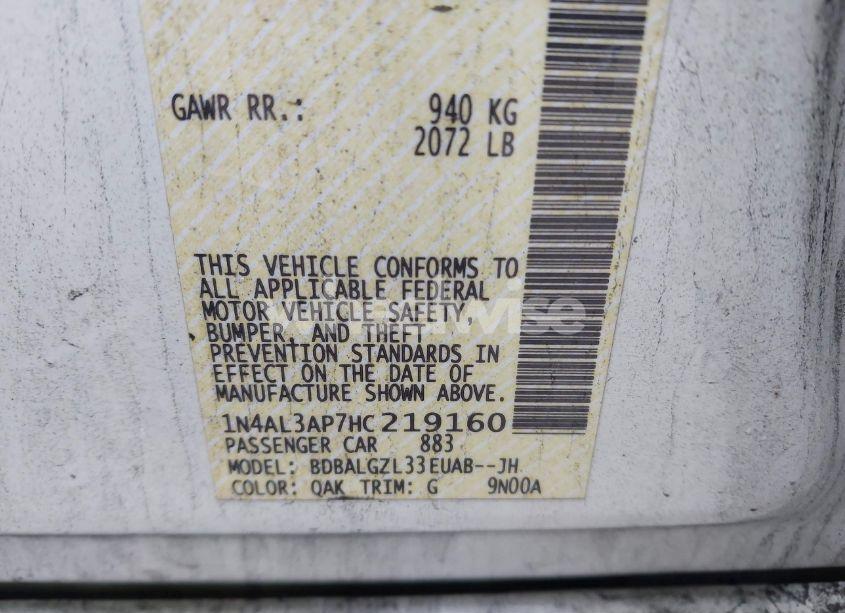 GAWR RR.: 940 KG
2072 LB
THIS VEHICLE CONFORMS TO
ALL APPLICABLE FEDERAL
MOTOR VEHICLE SAFETY,
BUMPER, AND THEFT
PREVENTION STANDARDS IN
EFFECT ON THE DATE OF
MANUFACTURE SHOWN ABOVE.
1N4AL3AP7HC219160
PASSENGER CAR 883
MODEL: BDBALGZL33EUAB--JH
COLOR: QAK TRIM: G 9N00A